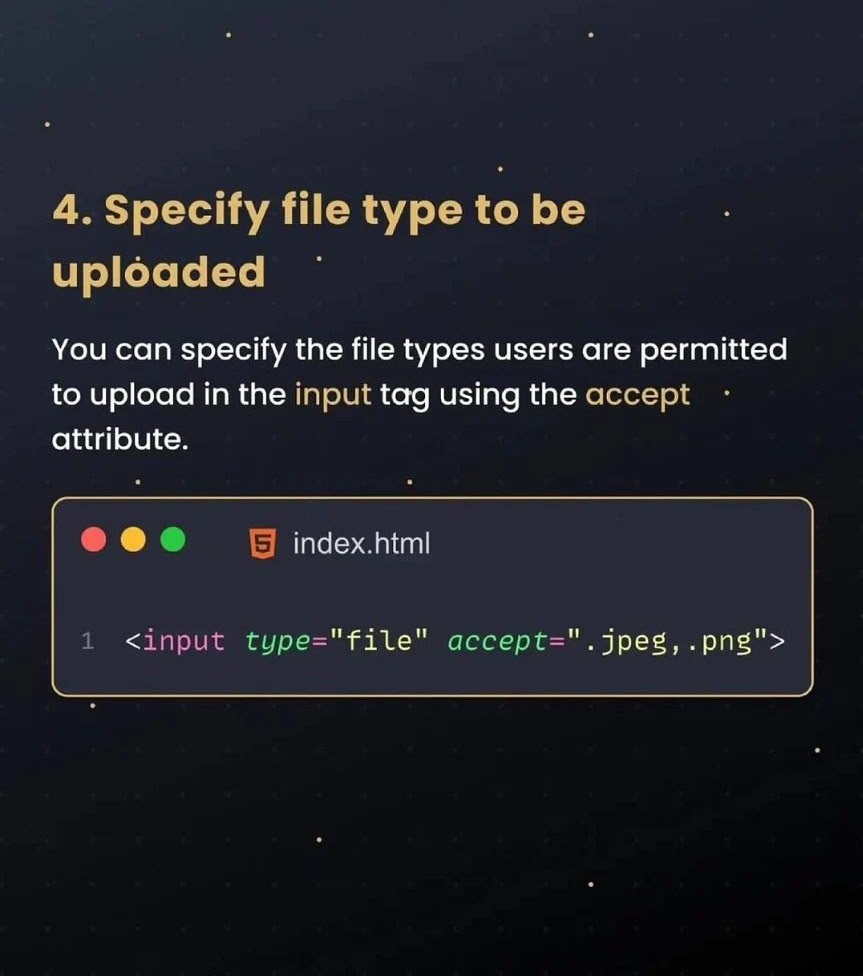 4. Specify file type to be
uploaded
You can specify the file types users are permitted
to upload in the input tag using the accept
attribute.
index.html
1 <input type="file" accept=".jpeg,.png">